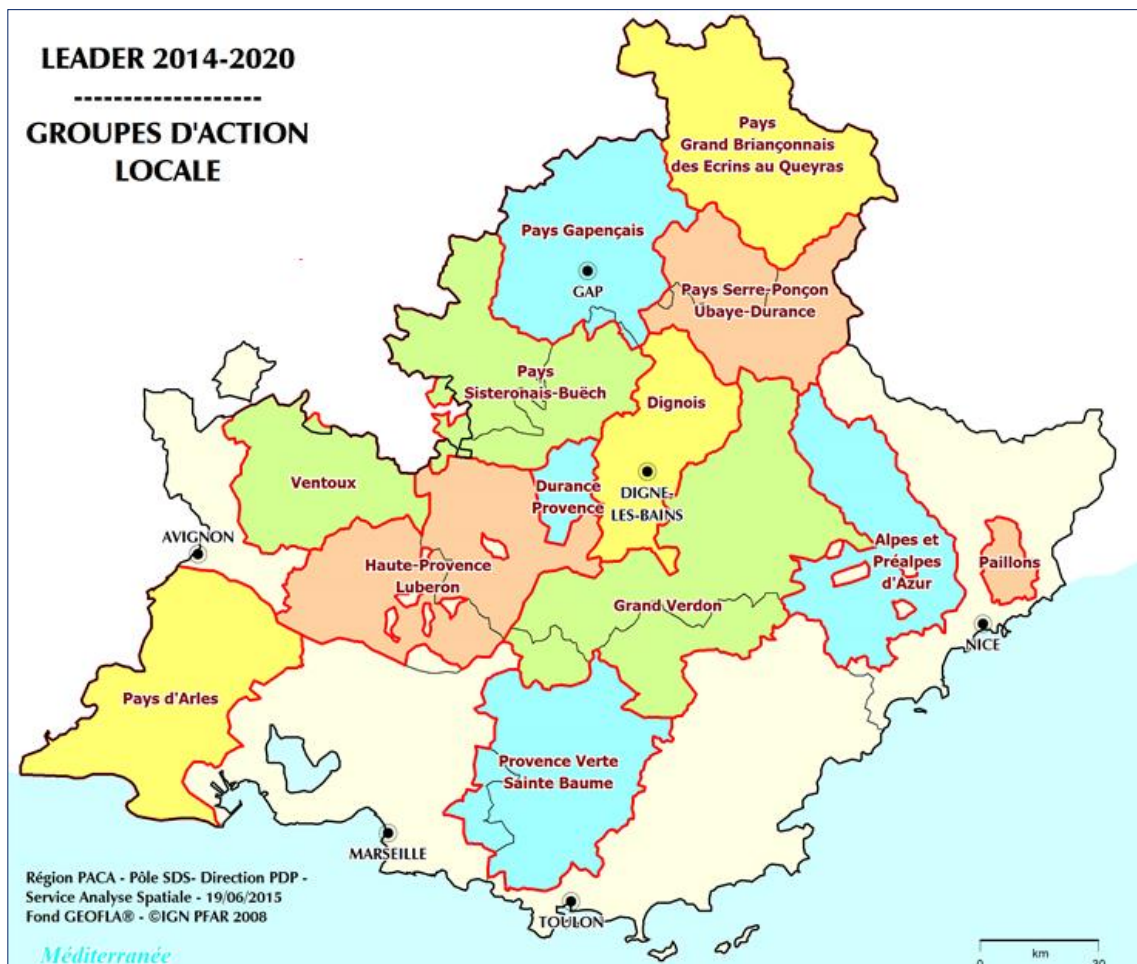 LEADER 2014-2020
-------------------
GROUPES D'ACTION
LOCALE
Pays
Grand Briançonnais
des Ecrins au Queyras
Pays Gapençais
GAP
Pays Serre-Ponçon
Ubaye-Durance
Pays
Sisteronais-Buëch
Dignois
Ventoux
Durance
Provence
DIGNE-
LES-BAINS
AVIGNON
Haute-Provence
Luberon
Alpes et
Préalpes
d'Azur
Paillons
Grand Verdon
NICE
Pays d'Arles
Provence Verte
Sainte Baume
MARSEILLE
TOULON
Région PACA - Pôle SDS- Direction PDP -
Service Analyse Spatiale - 19/06/2015
Fond GEOFLA® - ©IGN PFAR 2008
Méditerranée
km